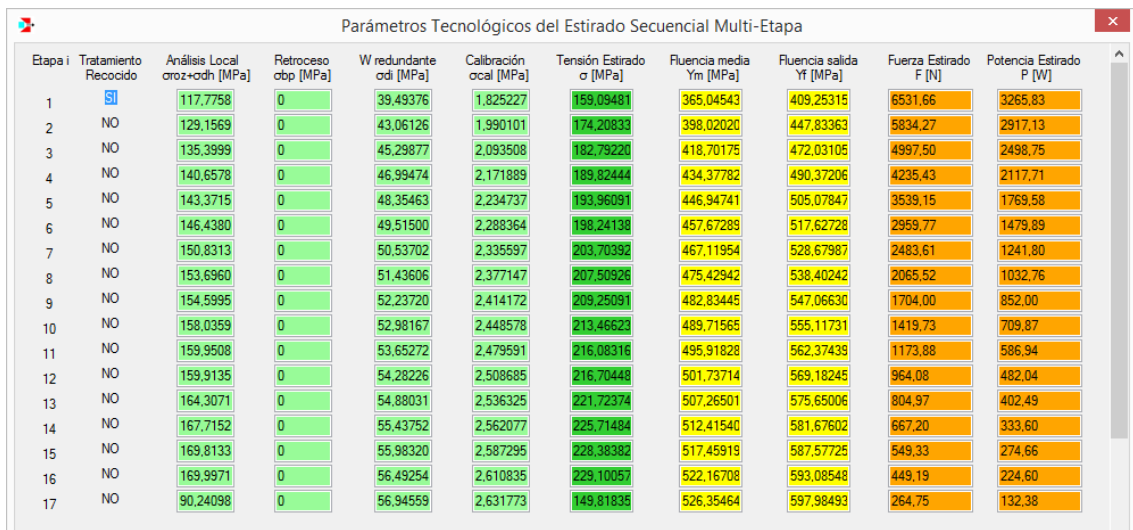 Parámetros Tecnológicos del Estirado Secuencial Multi-Etapa
Etapa i Tratamiento Recocido Análisis Local σroz+σdh [MPa] Retroceso σbp [MPa] W redundante σdi [MPa] Calibración σcal [MPa] Tensión Estirado σ [MPa] Fluencia media Ym [MPa] Fluencia salida Yf [MPa] Fuerza Estirado F [N] Potencia Estirado P [W]
1 SI 117,7758 0 39,49376 1,825227 159,09481 365,04543 409,25315 6531,66 3265,83
2 NO 129,1569 0 43,06126 1,990101 174,20833 398,02020 447,83363 5834,27 2917,13
3 NO 135,3999 0 45,29877 2,093508 182,79220 418,70175 472,03105 4997,50 2498,75
4 NO 140,6578 0 46,99474 2,171889 189,82444 434,37782 490,37206 4235,43 2117,71
5 NO 143,3715 0 48,35463 2,234737 193,96091 446,94741 505,07847 3539,15 1769,58
6 NO 146,4380 0 49,51500 2,288364 198,24138 457,67289 517,62728 2959,77 1479,89
7 NO 150,8313 0 50,53702 2,335597 203,70392 467,11954 528,67987 2483,61 1241,80
8 NO 153,6960 0 51,43606 2,377147 207,50926 475,42942 538,40242 2065,52 1032,76
9 NO 154,5995 0 52,23720 2,414172 209,25091 482,83445 547,06630 1704,00 852,00
10 NO 158,0359 0 52,98167 2,448578 213,46623 489,71565 555,11731 1419,73 709,87
11 NO 159,9508 0 53,65272 2,479591 216,08316 495,91828 562,37439 1173,88 586,94
12 NO 159,9135 0 54,28226 2,508685 216,70448 501,73714 569,18245 964,08 482,04
13 NO 164,3071 0 54,88031 2,536325 221,72374 507,26501 575,65006 804,97 402,49
14 NO 167,7152 0 55,43752 2,562077 225,71484 512,41540 581,67602 667,20 333,60
15 NO 169,8133 0 55,98320 2,587295 228,38382 517,45919 587,57725 549,33 274,66
16 NO 169,9971 0 56,49254 2,610835 229,10057 522,16708 593,08548 449,19 224,60
17 NO 90,24098 0 56,94559 2,631773 149,81835 526,35464 597,98493 264,75 132,38